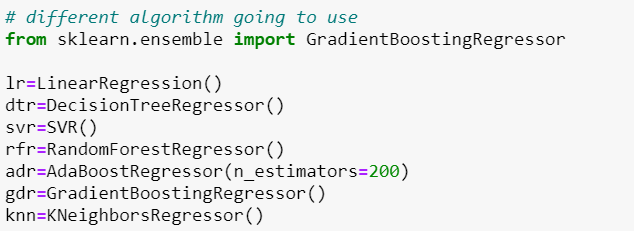 # different algorithm going to use
from sklearn.ensemble import GradientBoostingRegressor
lr=LinearRegression()
dtr=DecisionTreeRegressor()
svr=SVR()
rfr=RandomForestRegressor()
adr=AdaBoostRegressor(n_estimators=200)
gdr=GradientBoostingRegressor()
knn=KNeighborsRegressor()